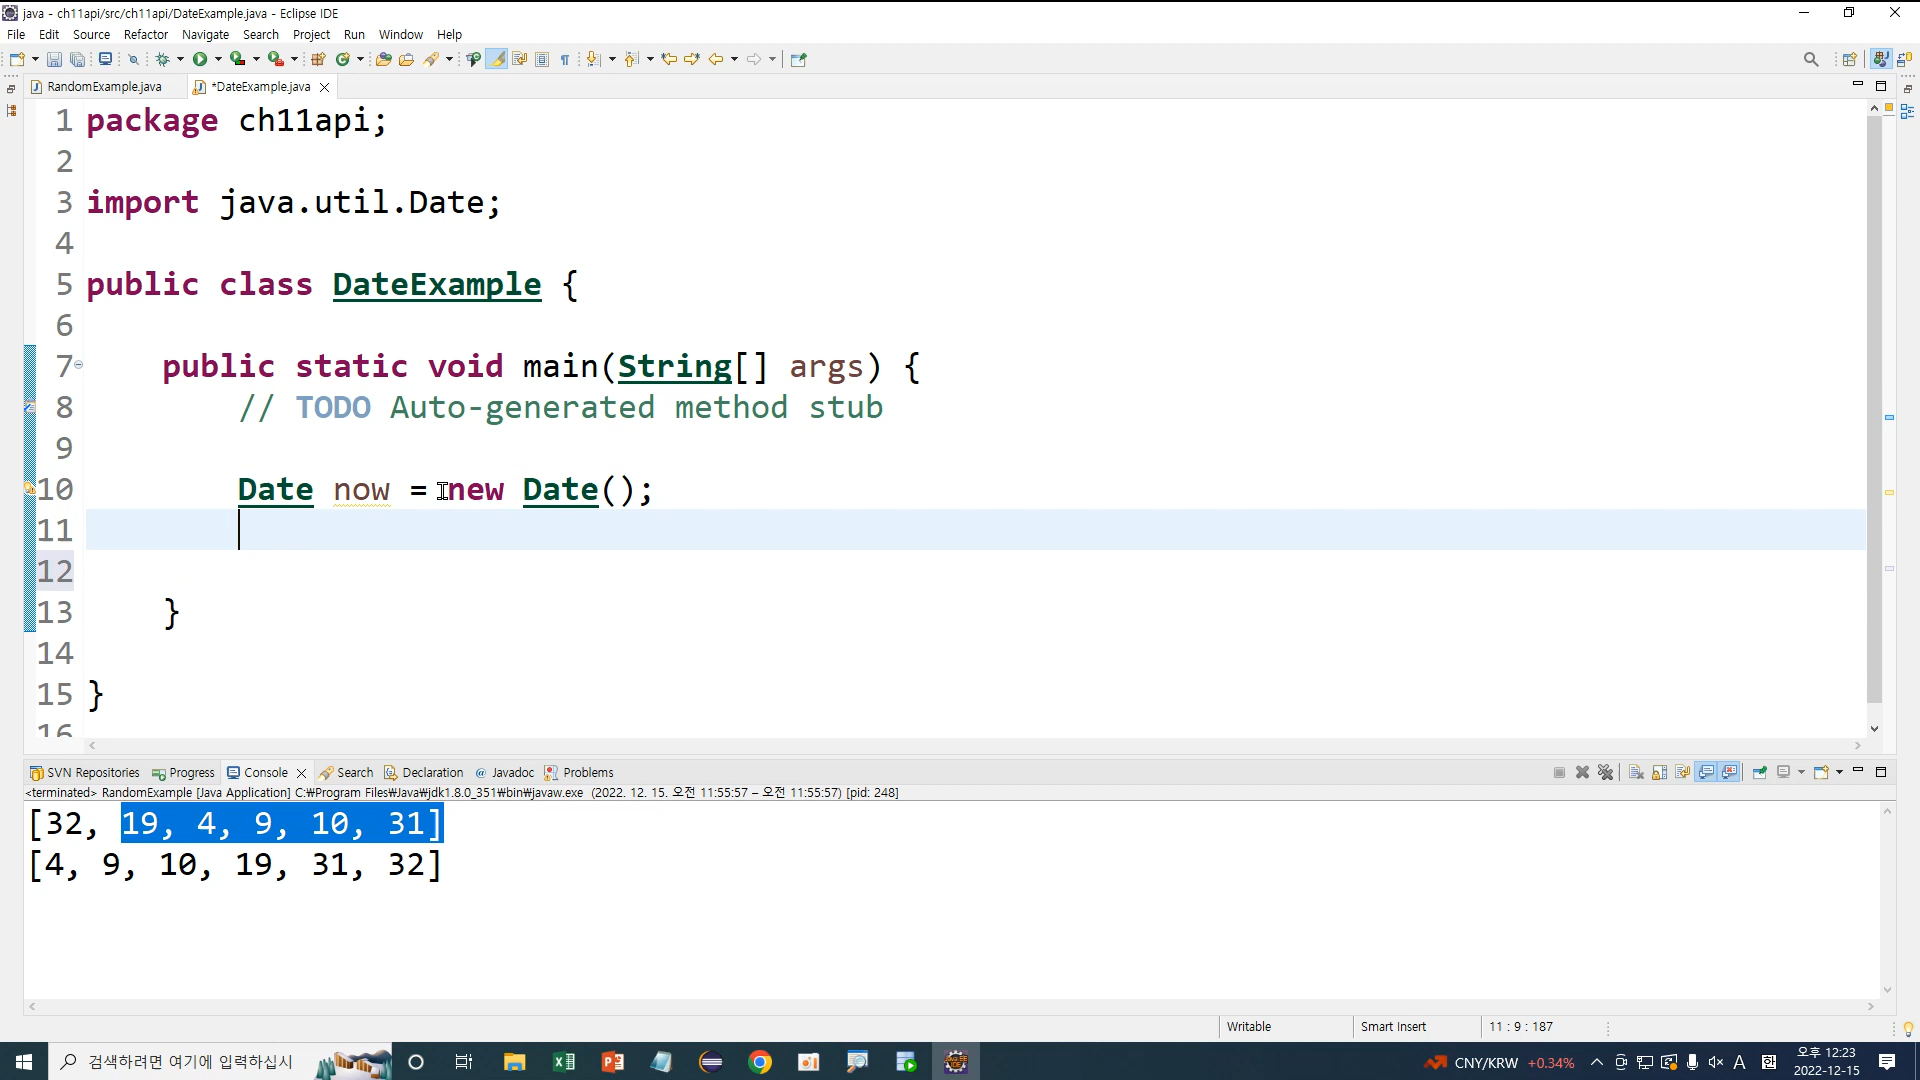 java - ch11api/src/ch11api/DateExample.java - Eclipse IDE
File Edit Source Refactor Navigate Search Project Run Window Help
RandomExample.java *DateExample.java
1 package ch11api;
2
3 import java.util.Date;
4
5 public class DateExample {
6
7 public static void main(String[] args) {
8 // TODO Auto-generated method stub
9
10 Date now = new Date();
11
12
13 }
14
15 }
16
SVN Repositories Progress Console Search Declaration @ Javadoc Problems
<terminated> RandomExample [Java Application] C:₩Program Files₩Java₩jdk1.8.0_351₩bin₩javaw.exe (2022. 12. 15. 오전 11:55:57 – 오전 11:55:57) [pid: 248]
[32, 19, 4, 9, 10, 31]
[4, 9, 10, 19, 31, 32]
Writable Smart Insert 11 : 9 : 187
검색하려면 여기에 입력하십시 CNY/KRW +0.34% A 오후 12:23
2022-12-15